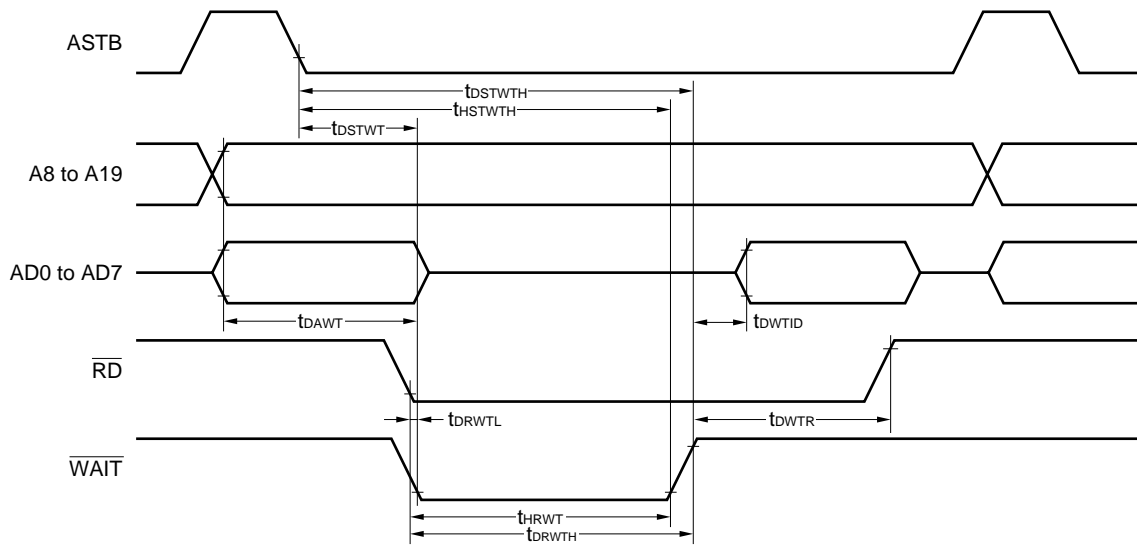 ASTB
tDSTWTH
tHSTWTH
tDSTWT
A8 to A19
AD0 to AD7
tDAWT
tDWTID
RD
tDRWTL
tDWTR
WAIT
tHRWT
tDRWTH